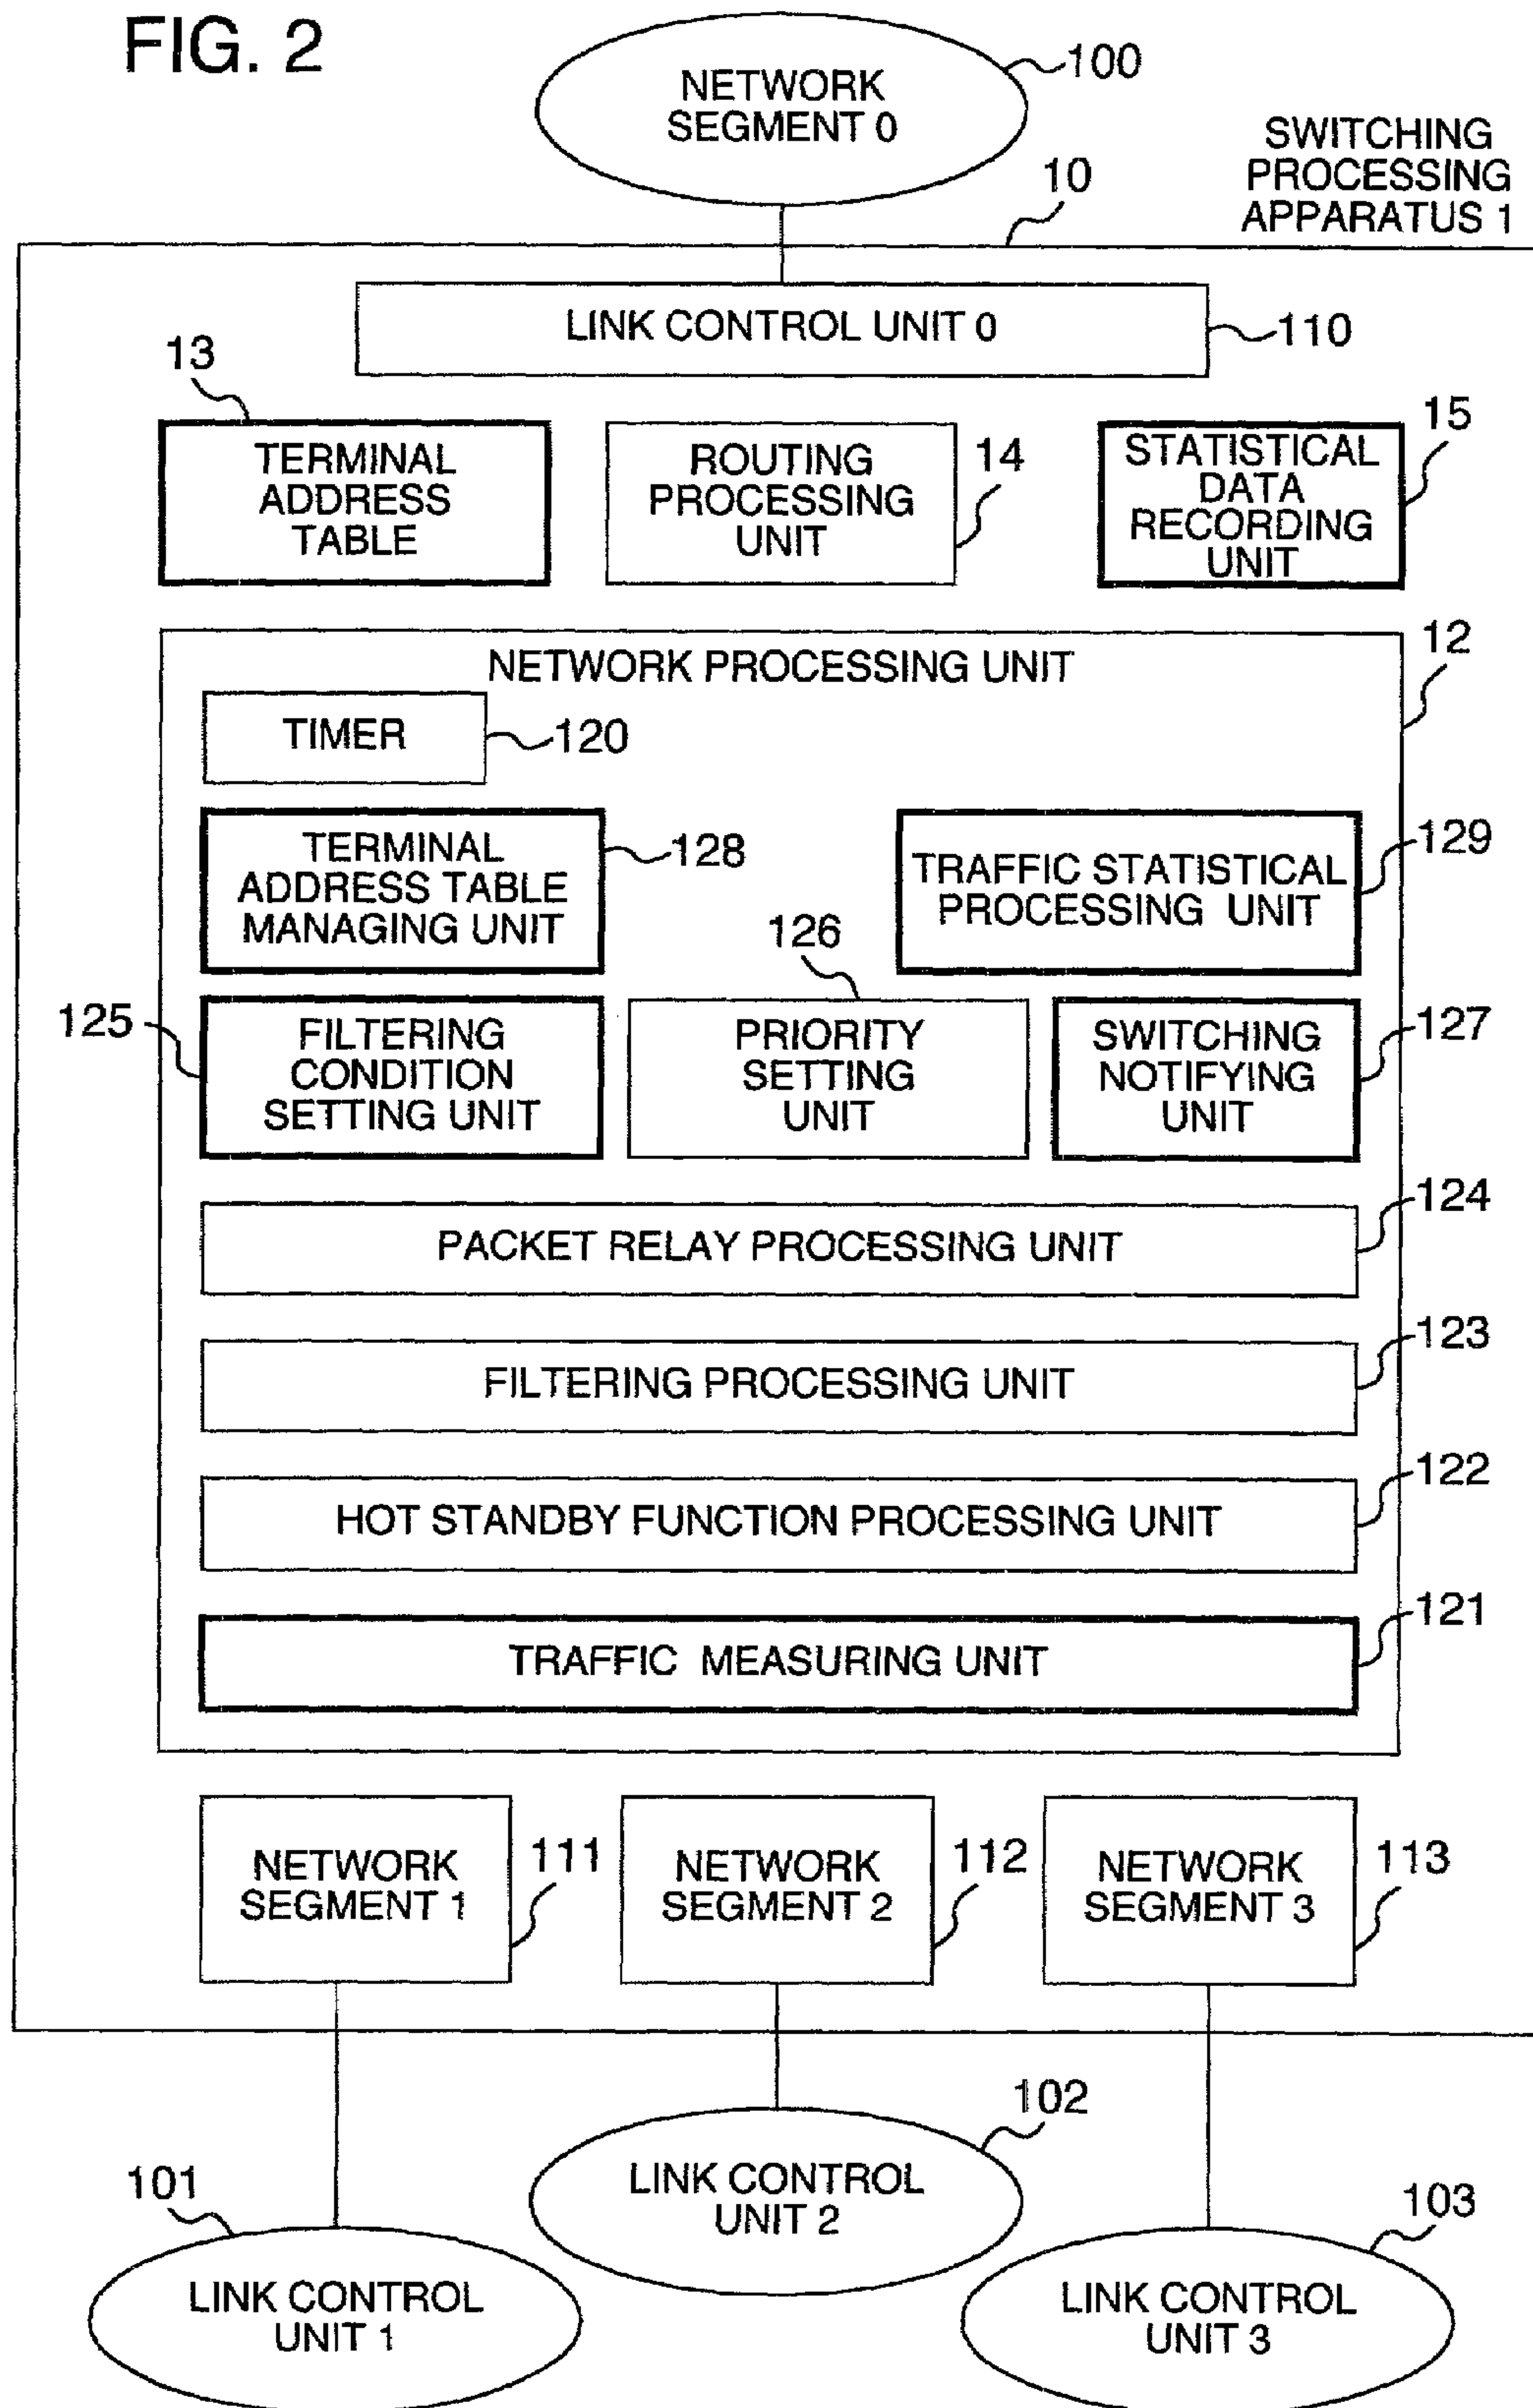 FIG. 2
NETWORK
SEGMENT 0
100
SWITCHING
PROCESSING
APPARATUS 1
10
LINK CONTROL UNIT 0
110
13
TERMINAL
ADDRESS
TABLE
ROUTING
PROCESSING
UNIT
14
STATISTICAL
DATA
RECORDING
UNIT
15
12
NETWORK PROCESSING UNIT
TIMER
120
TERMINAL
ADDRESS TABLE
MANAGING UNIT
128
TRAFFIC STATISTICAL
PROCESSING UNIT
129
125
FILTERING
CONDITION
SETTING UNIT
126
PRIORITY
SETTING
UNIT
SWITCHING
NOTIFYING
UNIT
127
PACKET RELAY PROCESSING UNIT
124
FILTERING PROCESSING UNIT
123
HOT STANDBY FUNCTION PROCESSING UNIT
122
TRAFFIC MEASURING UNIT
121
NETWORK
SEGMENT 1
111
NETWORK
SEGMENT 2
112
NETWORK
SEGMENT 3
113
101
LINK CONTROL
UNIT 1
102
LINK CONTROL
UNIT 2
103
LINK CONTROL
UNIT 3